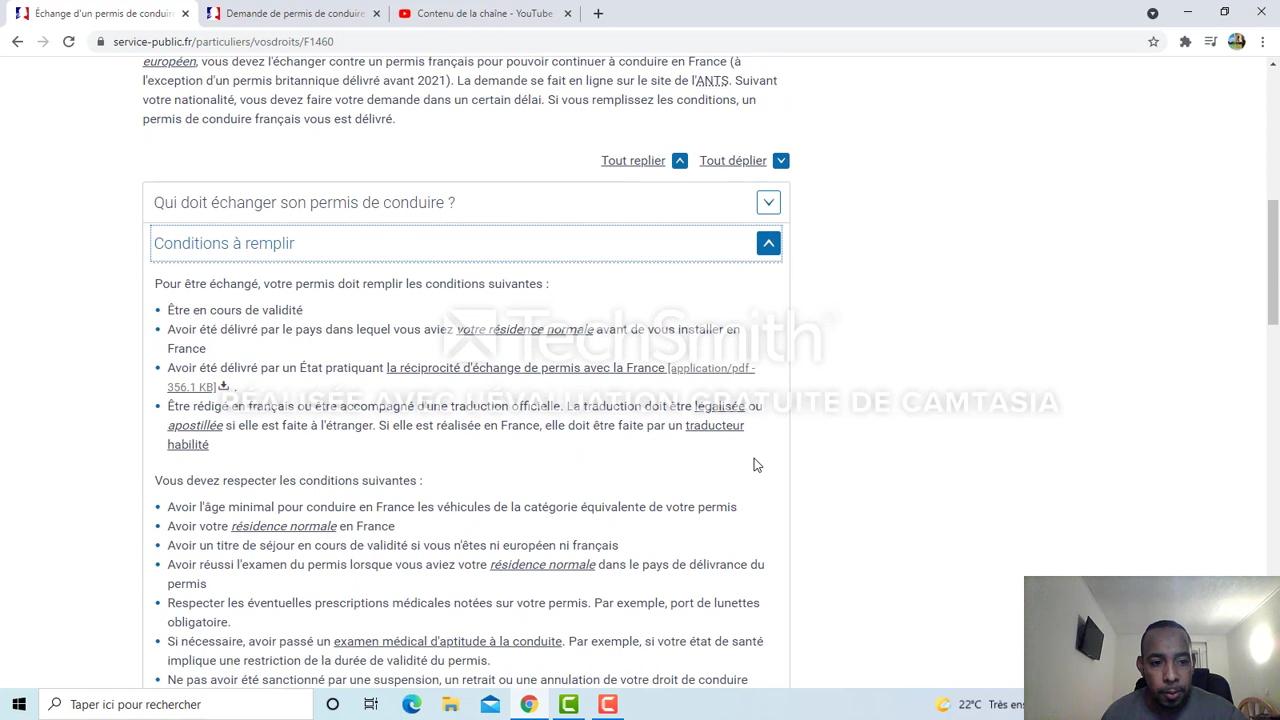 Échange d'un permis de conduire
Demande de permis de conduire
Contenu de la chaîne - YouTube
service-public.fr/particuliers/vosdroits/F1460
européen, vous devez l'échanger contre un permis français pour pouvoir continuer à conduire en France (à
l'exception d'un permis britannique délivré avant 2021). La demande se fait en ligne sur le site de l'ANTS. Suivant
votre nationalité, vous devez faire votre demande dans un certain délai. Si vous remplissez les conditions, un
permis de conduire français vous est délivré.
Tout replier Tout déplier
Qui doit échanger son permis de conduire ?
Conditions à remplir
Pour être échangé, votre permis doit remplir les conditions suivantes :
• Être en cours de validité
• Avoir été délivré par le pays dans lequel vous aviez votre résidence normale avant de vous installer en
France
TechSmith
• Avoir été délivré par un État pratiquant la réciprocité d'échange de permis avec la France [application/pdf -
356.1 KB] .
RÉALISÉE AVEC L'ÉVALUATION GRATUITE DE CAMTASIA
• Être rédigé en français ou être accompagné d'une traduction officielle. La traduction doit être légalisée ou
apostillée si elle est faite à l'étranger. Si elle est réalisée en France, elle doit être faite par un traducteur
habilité
Vous devez respecter les conditions suivantes :
• Avoir l'âge minimal pour conduire en France les véhicules de la catégorie équivalente de votre permis
• Avoir votre résidence normale en France
• Avoir un titre de séjour en cours de validité si vous n'êtes ni européen ni français
• Avoir réussi l'examen du permis lorsque vous aviez votre résidence normale dans le pays de délivrance du
permis
• Respecter les éventuelles prescriptions médicales notées sur votre permis. Par exemple, port de lunettes
obligatoire.
• Si nécessaire, avoir passé un examen médical d'aptitude à la conduite. Par exemple, si votre état de santé
implique une restriction de la durée de validité du permis.
• Ne pas avoir été sanctionné par une suspension, un retrait ou une annulation de votre droit de conduire
Taper ici pour rechercher
22°C Très